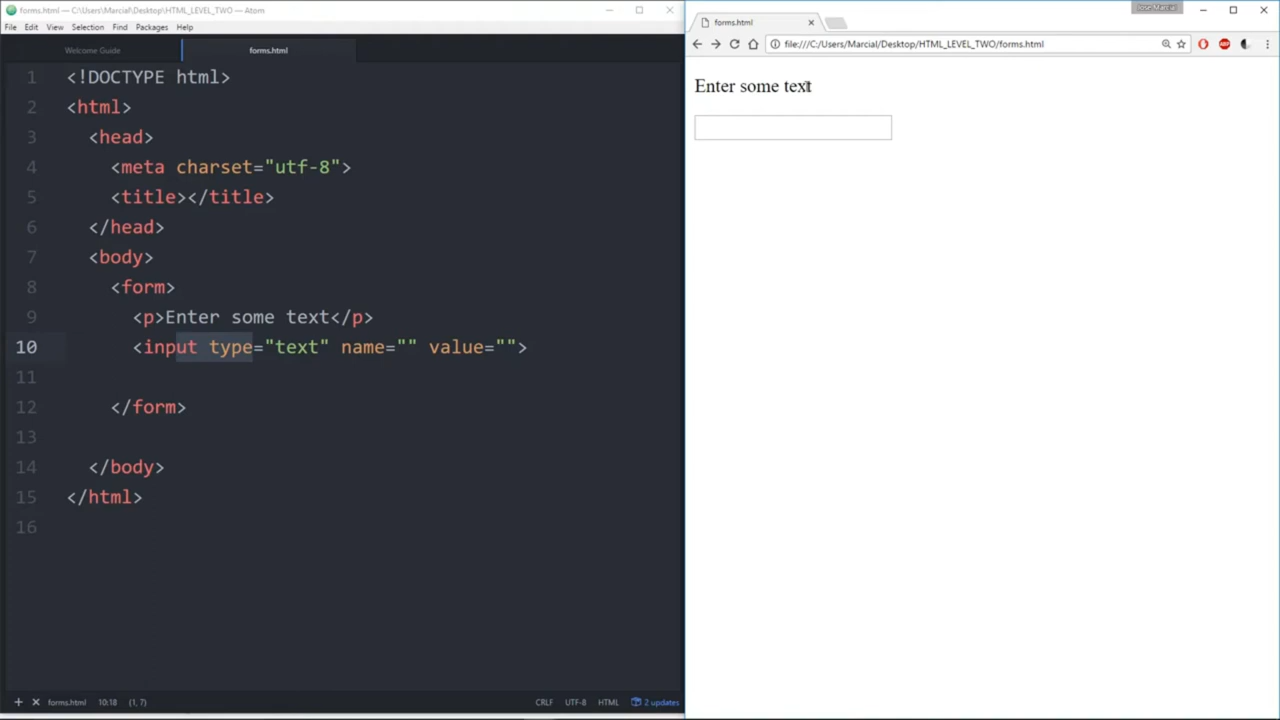 forms.html — C:\Users\Marcial\Desktop\HTML_LEVEL_TWO — Atom
File Edit View Selection Find Packages Help
Welcome Guide
forms.html
1 <!DOCTYPE html>
2 <html>
3 <head>
4 <meta charset="utf-8">
5 <title></title>
6 </head>
7 <body>
8 <form>
9 <p>Enter some text</p>
10 <input type="text" name="" value="">
11
12 </form>
13
14 </body>
15 </html>
16
+ × forms.html 10:18 (1, 7)
CRLF UTF-8 HTML 2 updates
Jose Marcial
forms.html
file:///C:/Users/Marcial/Desktop/HTML_LEVEL_TWO/forms.html
ABP
Enter some text